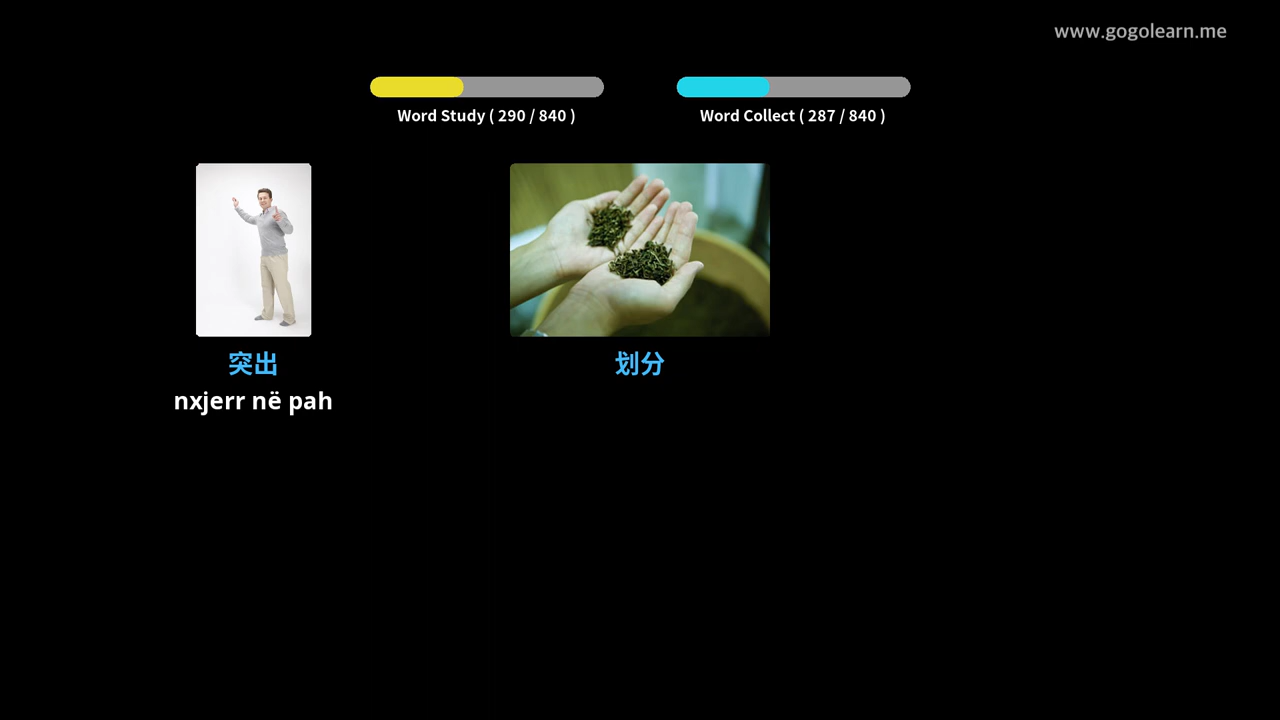 www.gogolearn.me
Word Study ( 290 / 840 )
Word Collect ( 287 / 840 )
突出
nxjerr në pah
划分